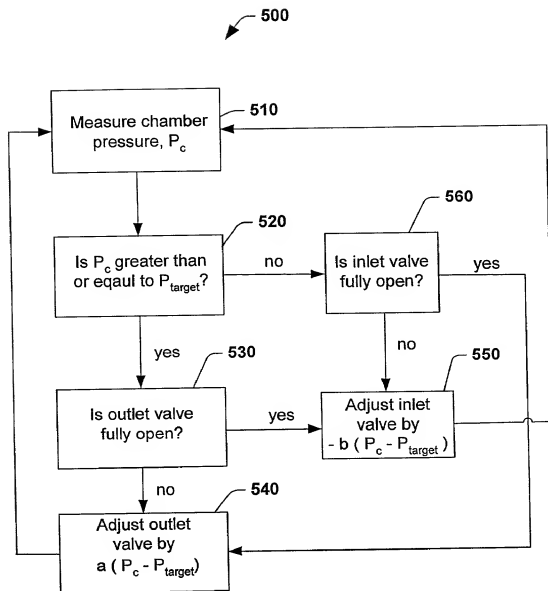 500
510
Measure chamber
pressure, Pc
520
560
Is Pc greater than
or eqaul to Ptarget?
no
Is inlet valve
fully open?
yes
yes
530
no
550
Is outlet valve
fully open?
yes
Adjust inlet
valve by
- b ( Pc - Ptarget )
no
540
Adjust outlet
valve by
a ( Pc - Ptarget)